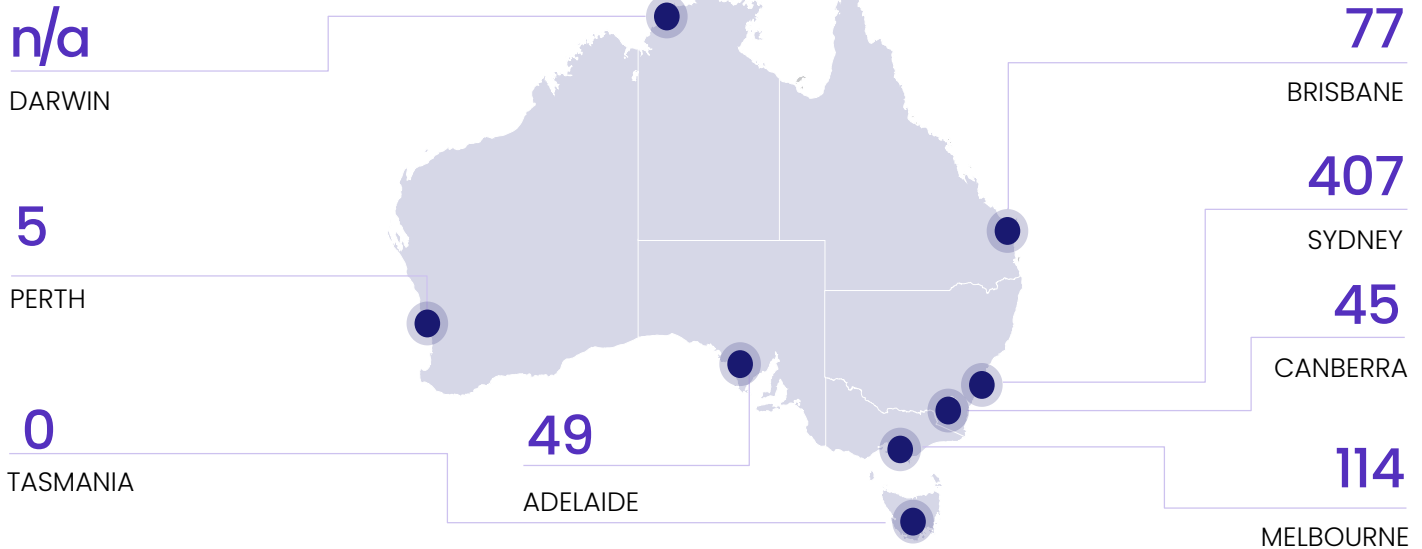 n/a
DARWIN
5
PERTH
0
TASMANIA
49
ADELAIDE
77
BRISBANE
407
SYDNEY
45
CANBERRA
114
MELBOURNE